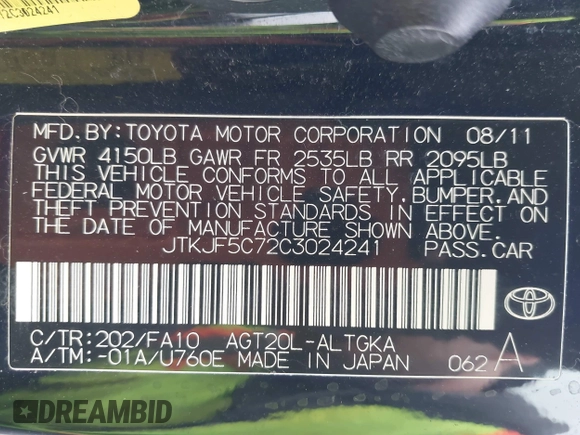 2C3024241
MFD.BY:TOYOTA MOTOR CORPORATION 08/11
GVWR 4150LB GAWR FR 2535LB RR 2095LB
THIS VEHICLE CONFORMS TO ALL APPLICABLE
FEDERAL MOTOR VEHICLE SAFETY,BUMPER,AND
THEFT PREVENTION STANDARDS IN EFFECT ON
THE DATE OF MANUFACTURE SHOWN ABOVE.
JTKJF5C72C3024241 PASS.CAR
C/TR:202/FA10 AGT20L-ALTGKA
A/TM:-01A/U760E MADE IN JAPAN 062 A
DREAMBID